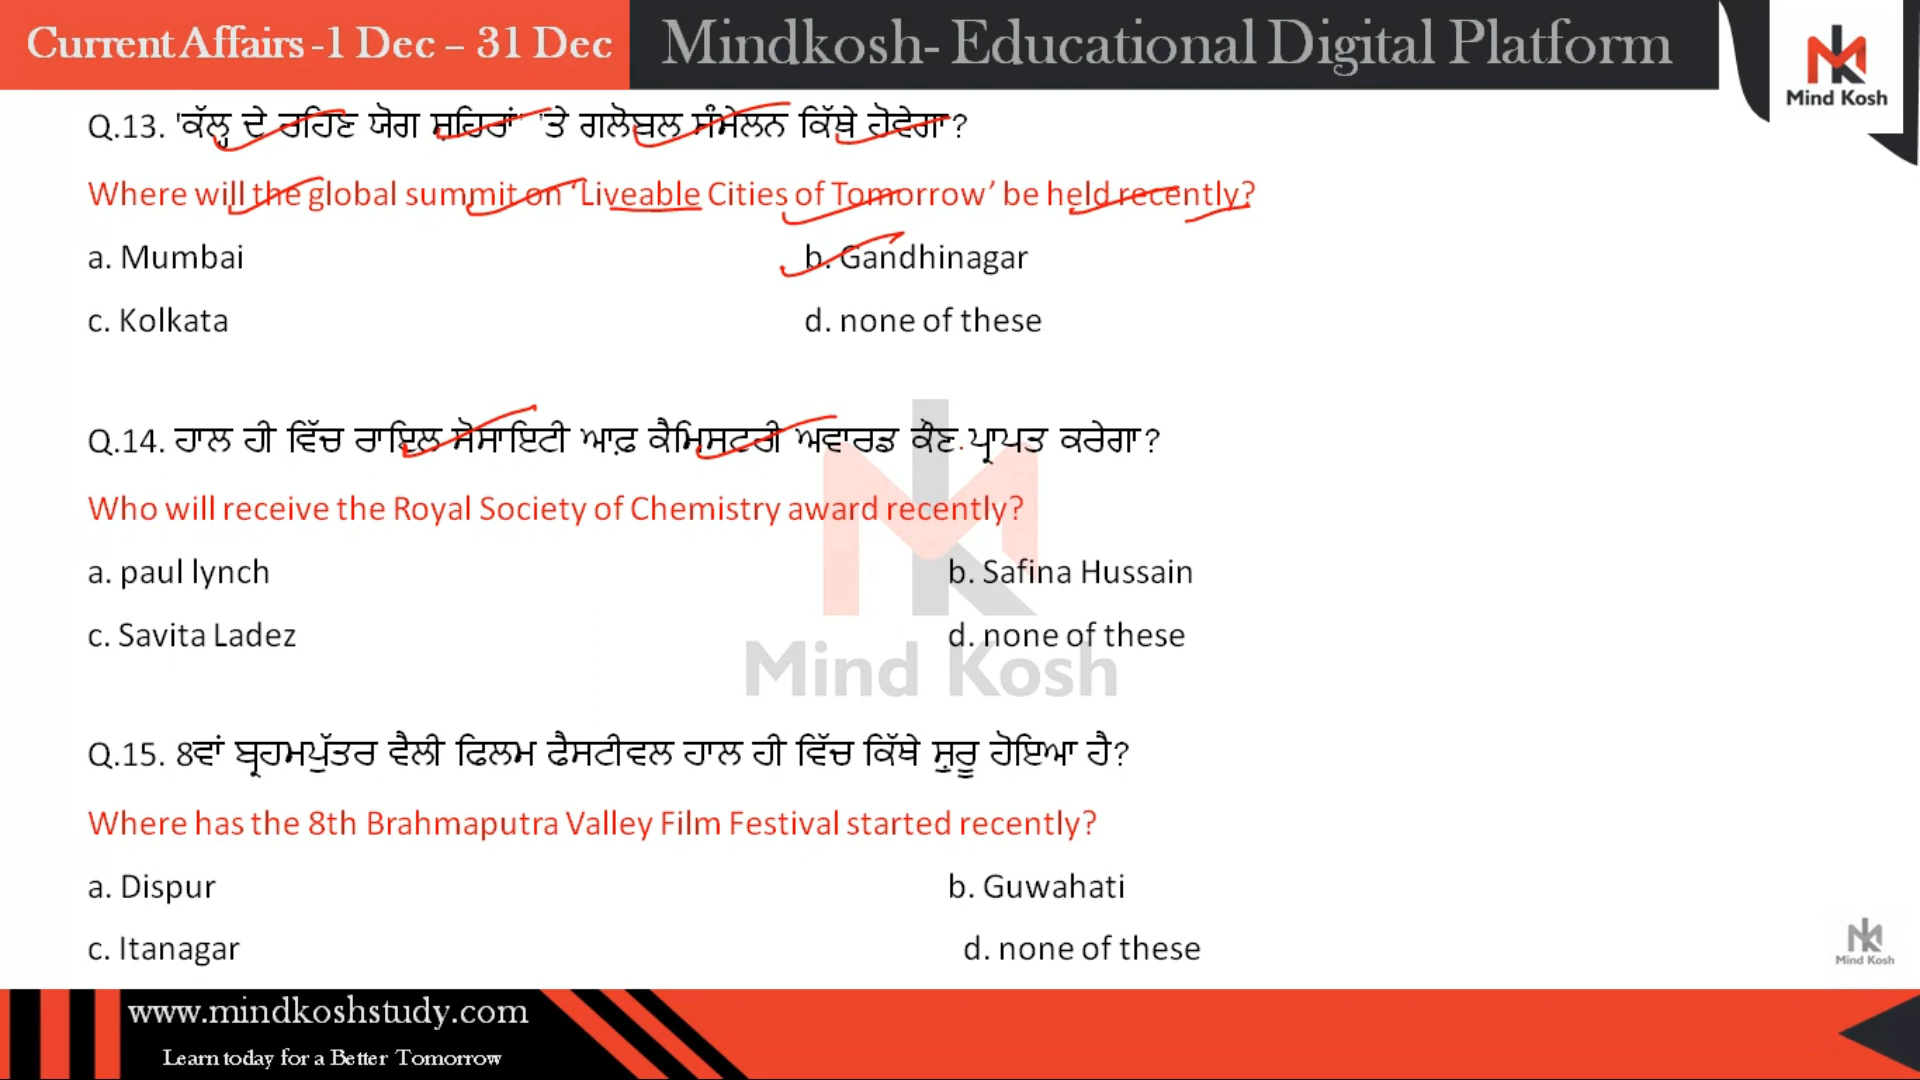 Current Affairs -1 Dec – 31 Dec
Mindkosh- Educational Digital Platform
Mind Kosh
Q.13. 'ਕੱਲ੍ਹ ਦੇ ਰਹਿਣ ਯੋਗ ਸ਼ਹਿਰਾਂ' 'ਤੇ ਗਲੋਬਲ ਸੰਮੇਲਨ ਕਿੱਥੇ ਹੋਵੇਗਾ?
Where will the global summit on 'Liveable Cities of Tomorrow' be held recently?
a. Mumbai b. Gandhinagar
c. Kolkata d. none of these
Q.14. ਹਾਲ ਹੀ ਵਿੱਚ ਰਾਇਲ ਸੋਸਾਇਟੀ ਆਫ਼ ਕੈਮਿਸਟਰੀ ਅਵਾਰਡ ਕੌਣ ਪ੍ਰਾਪਤ ਕਰੇਗਾ?
Who will receive the Royal Society of Chemistry award recently?
a. paul lynch b. Safina Hussain
c. Savita Ladez d. none of these
Mind Kosh
Q.15. 8ਵਾਂ ਬ੍ਰਹਮਪੁੱਤਰ ਵੈਲੀ ਫਿਲਮ ਫੈਸਟੀਵਲ ਹਾਲ ਹੀ ਵਿੱਚ ਕਿੱਥੇ ਸ਼ੁਰੂ ਹੋਇਆ ਹੈ?
Where has the 8th Brahmaputra Valley Film Festival started recently?
a. Dispur b. Guwahati
c. Itanagar d. none of these
Mind Kosh
www.mindkoshstudy.com
Learn today for a Better Tomorrow